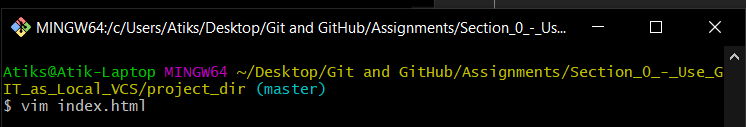 MINGW64:/c/Users/Atiks/Desktop/Git and GitHub/Assignments/Section_0_-_Us...
Atiks@Atik-Laptop MINGW64 ~/Desktop/Git and GitHub/Assignments/Section_0_-_Use_G
IT_as_Local_VCS/project_dir (master)
$ vim index.html